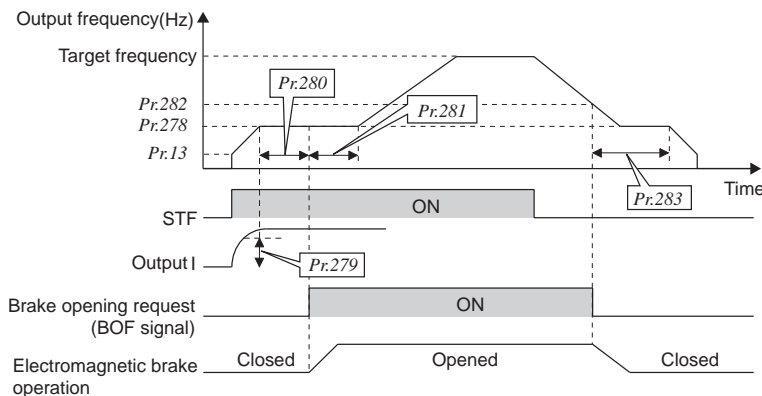 Output frequency(Hz)
Target frequency
Pr.280
Pr.282
Pr.281
Pr.278
Pr.13
Time
Pr.283
STF
ON
Output I
Pr.279
Brake opening request
(BOF signal)
ON
Electromagnetic brake
operation
Closed
Opened
Closed